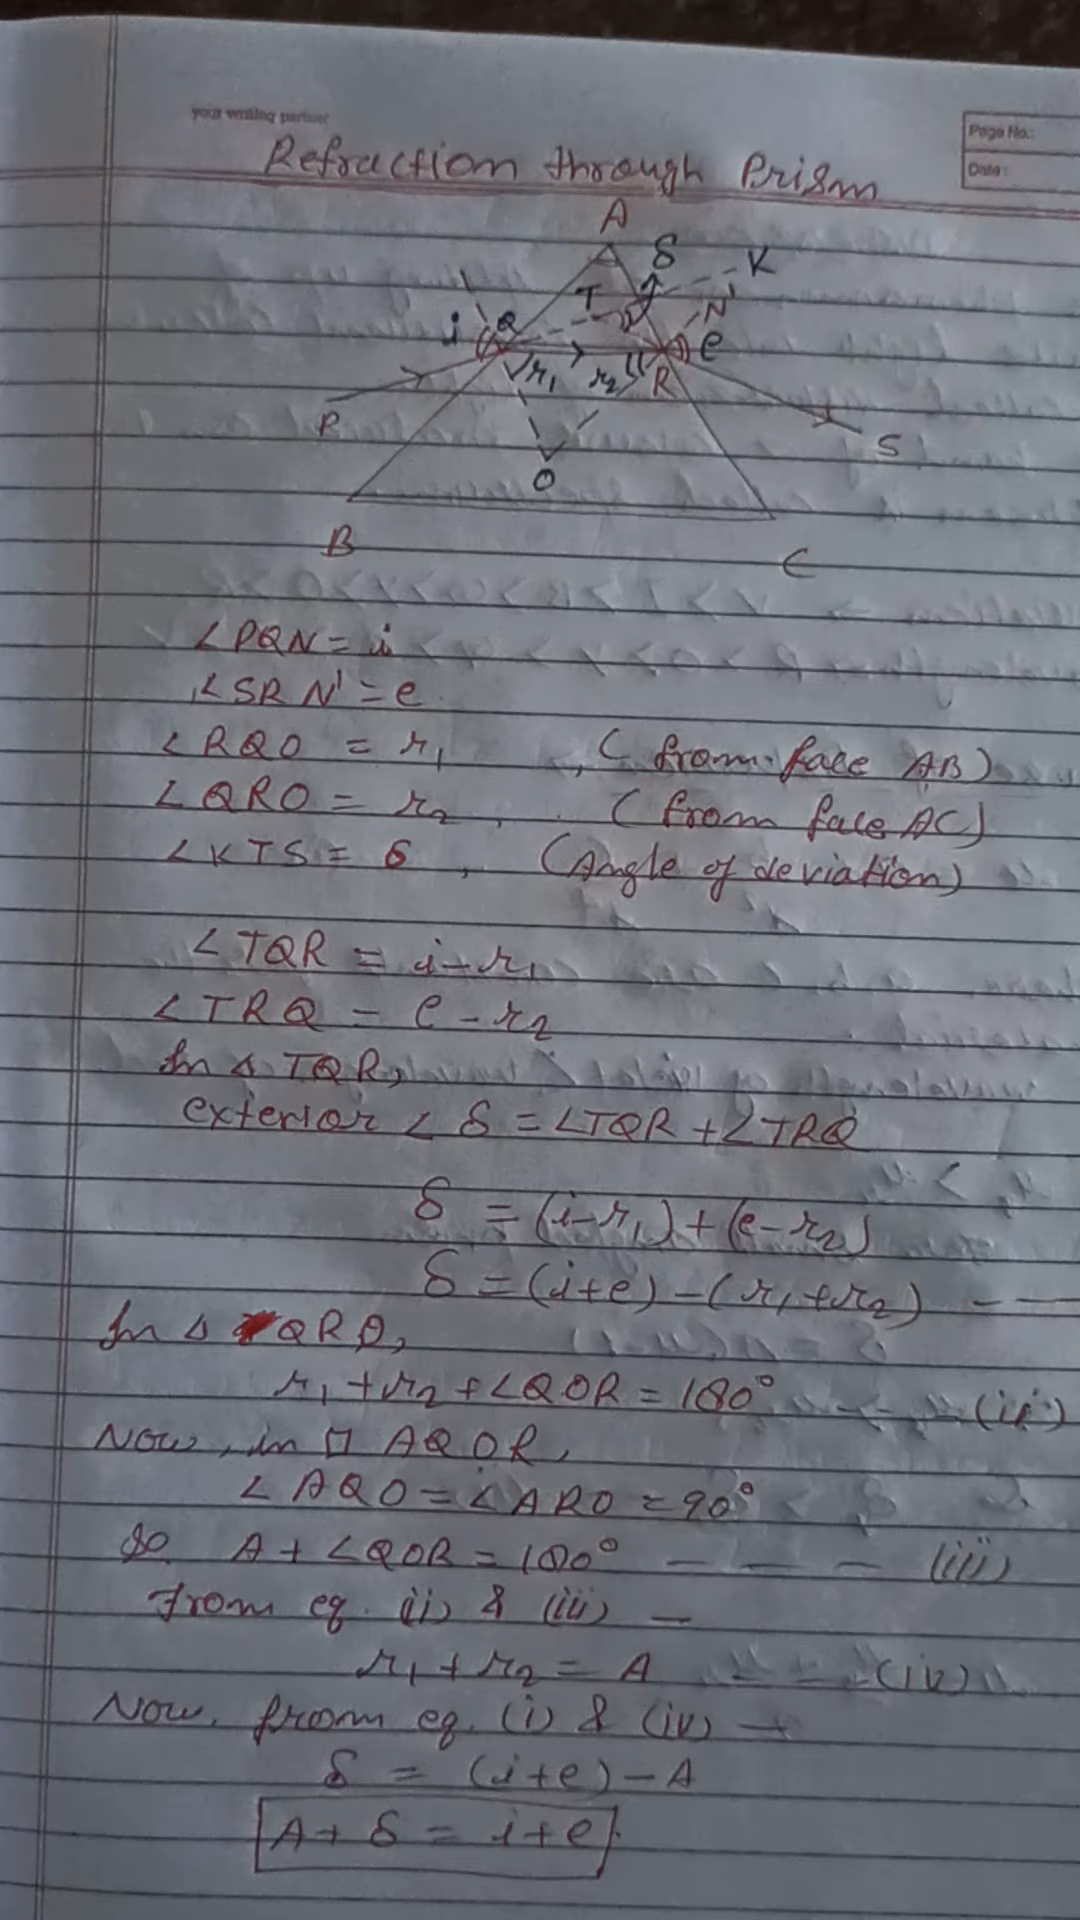 your writing partner
Page No.:
Date:
Refraction through Prism
A
δ
K
T
N'
i
Q
e
r₁
r₂
R
P
S
O
B
C
∠PQN = i
∠SRN' = e
∠RQO = r₁ , (from face AB)
∠QRO = r₂ , (from face AC)
∠KTS = δ , (Angle of deviation)
∠TQR = i - r₁
∠TRQ = e - r₂
In Δ TQR,
exterior ∠ δ = ∠TQR + ∠TRQ
δ = (i - r₁) + (e - r₂)
δ = (i + e) - (r₁ + r₂) - -
In Δ QRO,
r₁ + r₂ + ∠QOR = 180° - - - (ii)
Now, in □ AQOR,
∠AQO = ∠ARO = 90°
So A + ∠QOR = 180° - - - (iii)
from eq. (ii) & (iii) -
r₁ + r₂ = A - - - (iv)
Now. from eq. (i) & (iv) -
δ = (i + e) - A
A + δ = i + e